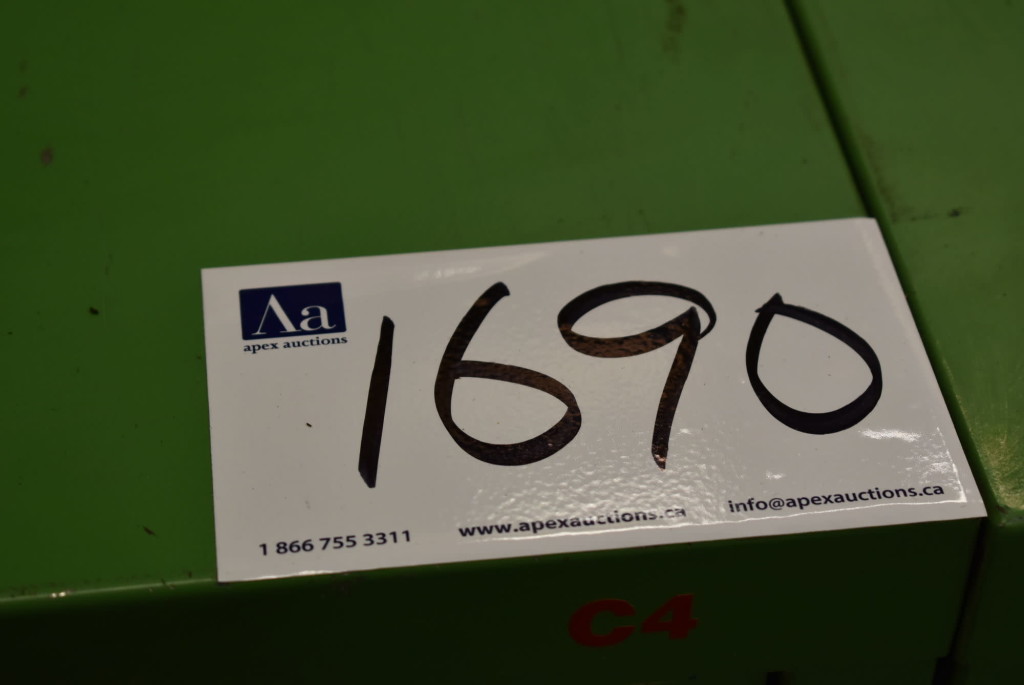 Aa
apex auctions
1690
1 866 755 3311 www.apexauctions.ca info@apexauctions.ca
C4